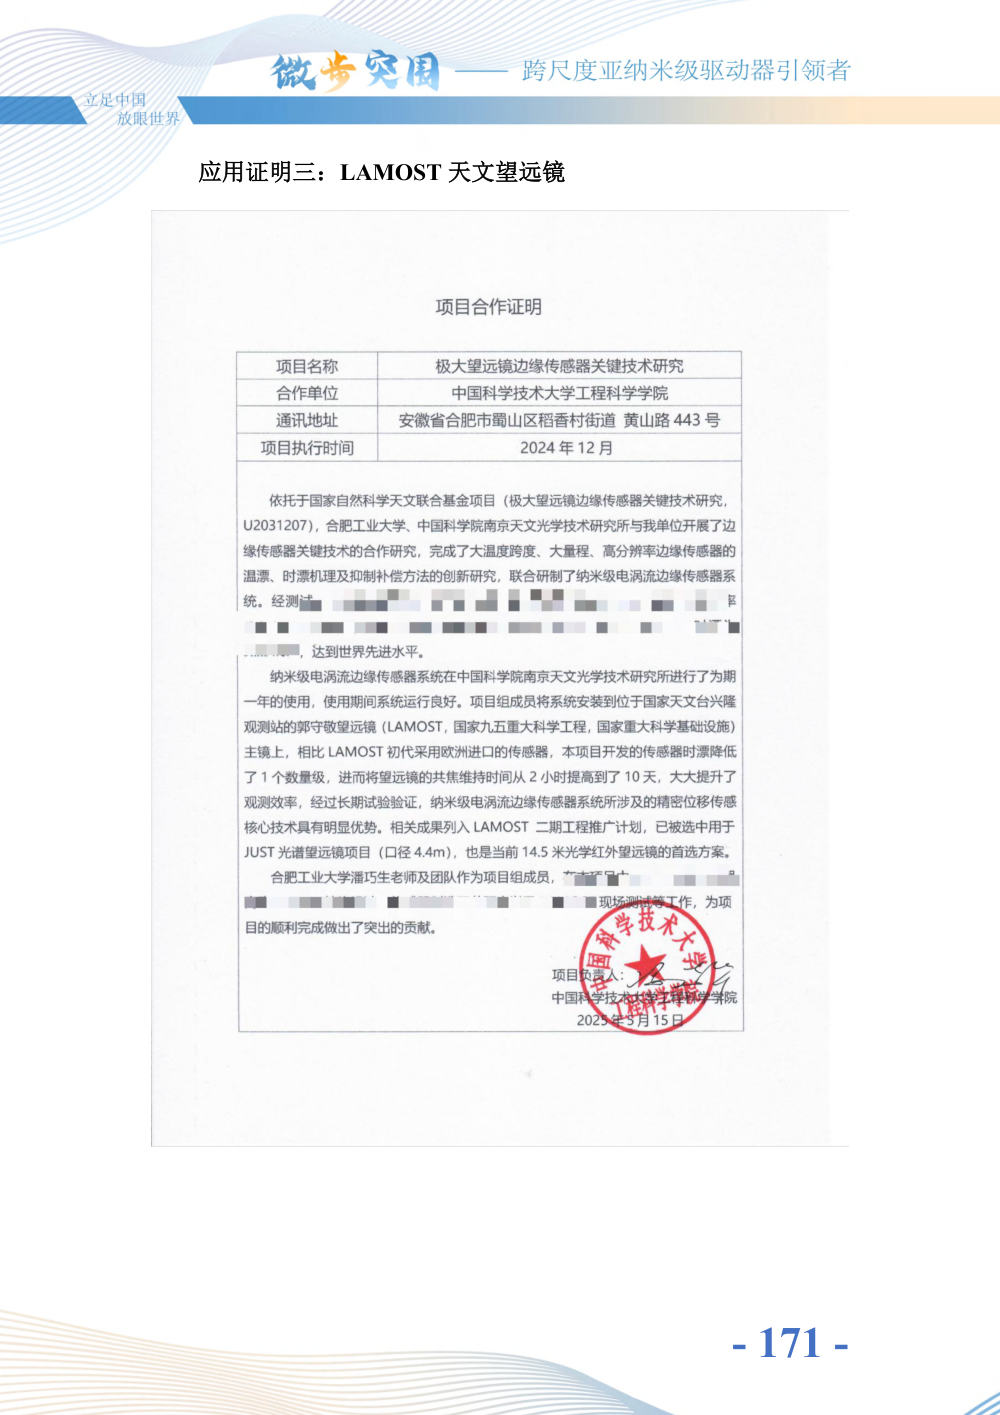 微步突围 —— 跨尺度亚纳米级驱动器引领者
立足中国
放眼世界
应用证明三：LAMOST 天文望远镜
项目合作证明
项目名称 极大望远镜边缘传感器关键技术研究
合作单位 中国科学技术大学工程科学学院
通讯地址 安徽省合肥市蜀山区稻香村街道 黄山路 443 号
项目执行时间 2024 年 12 月
依托于国家自然科学天文联合基金项目（极大望远镜边缘传感器关键技术研究，
U2031207），合肥工业大学、中国科学院南京天文光学技术研究所与我单位开展了边
缘传感器关键技术的合作研究，完成了大温度跨度、大量程、高分辨率边缘传感器的
温漂、时漂机理及抑制补偿方法的创新研究，联合研制了纳米级电涡流边缘传感器系
统。经测试 率
，达到世界先进水平。
纳米级电涡流边缘传感器系统在中国科学院南京天文光学技术研究所进行了为期
一年的使用，使用期间系统运行良好。项目组成员将系统安装到位于国家天文台兴隆
观测站的郭守敬望远镜（LAMOST，国家九五重大科学工程，国家重大科学基础设施）
主镜上，相比 LAMOST 初代采用欧洲进口的传感器，本项目开发的传感器时漂降低
了 1 个数量级，进而将望远镜的共焦维持时间从 2 小时提高到了 10 天，大大提升了
观测效率，经过长期试验验证，纳米级电涡流边缘传感器系统所涉及的精密位移传感
核心技术具有明显优势。相关成果列入 LAMOST 二期工程推广计划，已被选中用于
JUST 光谱望远镜项目（口径 4.4m），也是当前 14.5 米光学红外望远镜的首选方案。
合肥工业大学潘巧生老师及团队作为项目组成员，
现场测试等工作，为项
目的顺利完成做出了突出的贡献。
项目负责人：
中国科学技术大学工程科学学院
2025 年 3 月 15 日
中国科学技术大学
工程科学学院
- 171 -